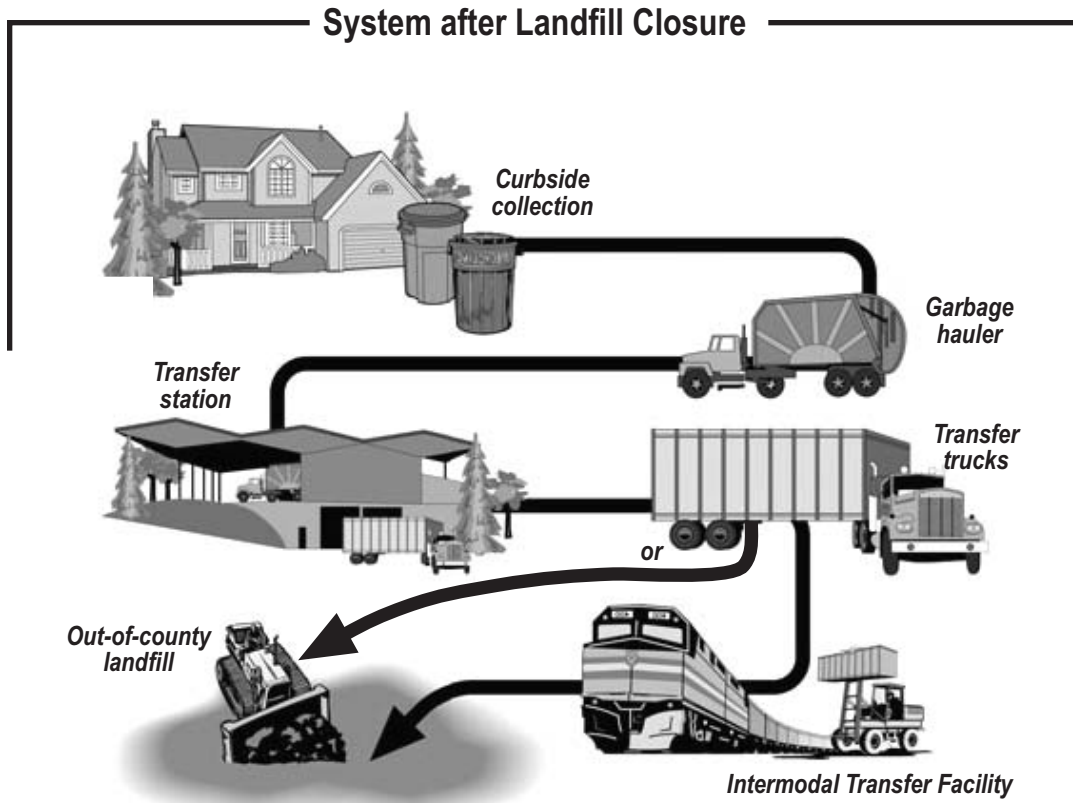 System after Landfill Closure
Curbside
collection
Garbage
hauler
Transfer
station
Transfer
trucks
or
Out-of-county
landfill
Intermodal Transfer Facility